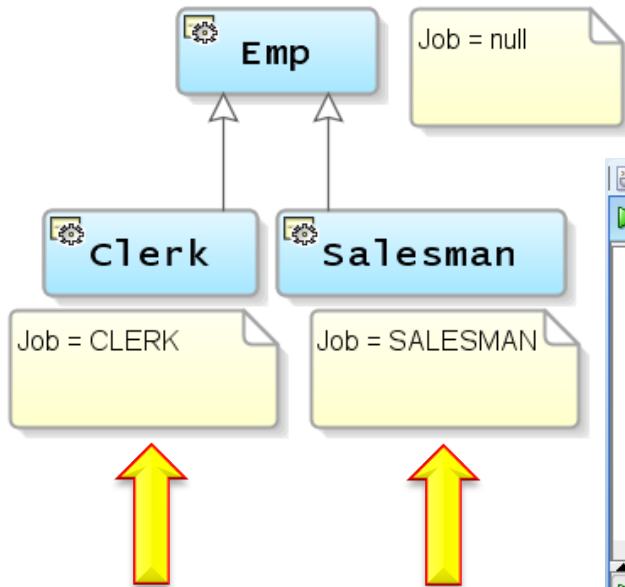 Emp
Job = null
Clerk
Salesman
Job = CLERK
Job = SALESMAN